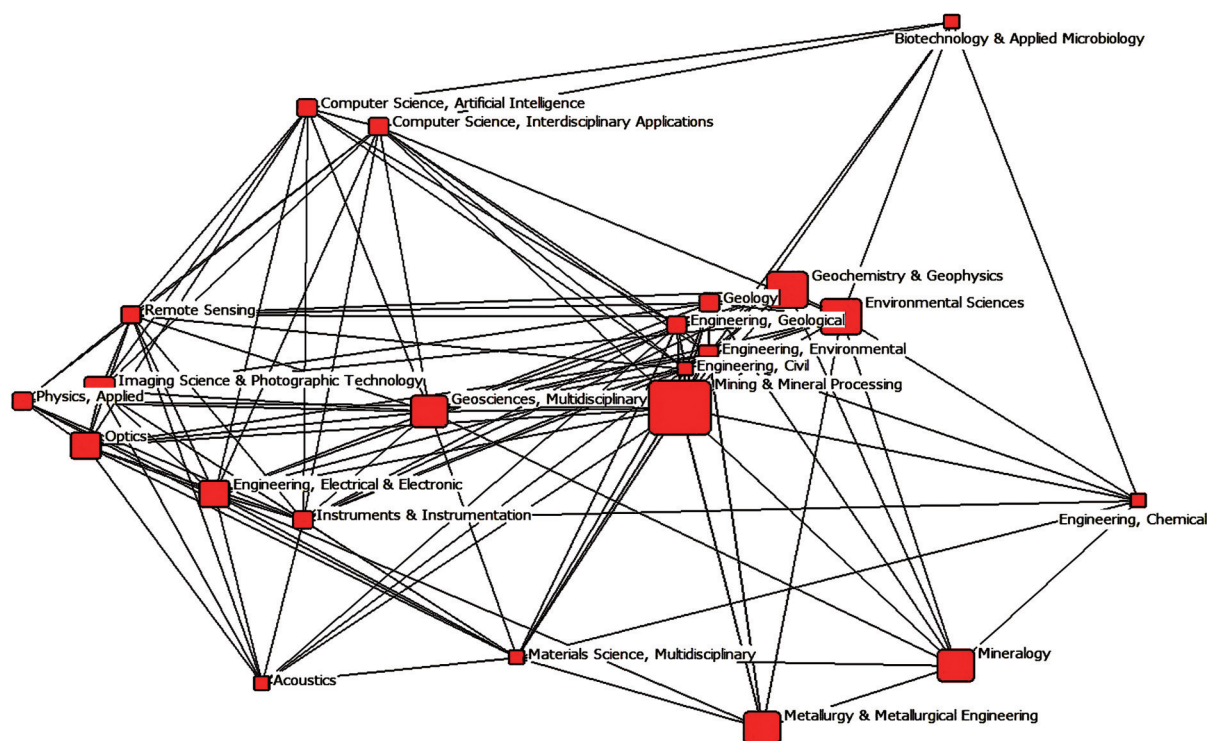 Biotechnology & Applied Microbiology
Computer Science, Artificial Intelligence
Computer Science, Interdisciplinary Applications
Geochemistry & Geophysics
Geology
Environmental Sciences
Remote Sensing
Engineering, Geological
Engineering, Environmental
Engineering, Civil
Imaging Science & Photographic Technology
Mining & Mineral Processing
Physics, Applied
Geosciences, Multidisciplinary
Optics
Engineering, Electrical & Electronic
Instruments & Instrumentation
Engineering, Chemical
Materials Science, Multidisciplinary
Mineralogy
Acoustics
Metallurgy & Metallurgical Engineering